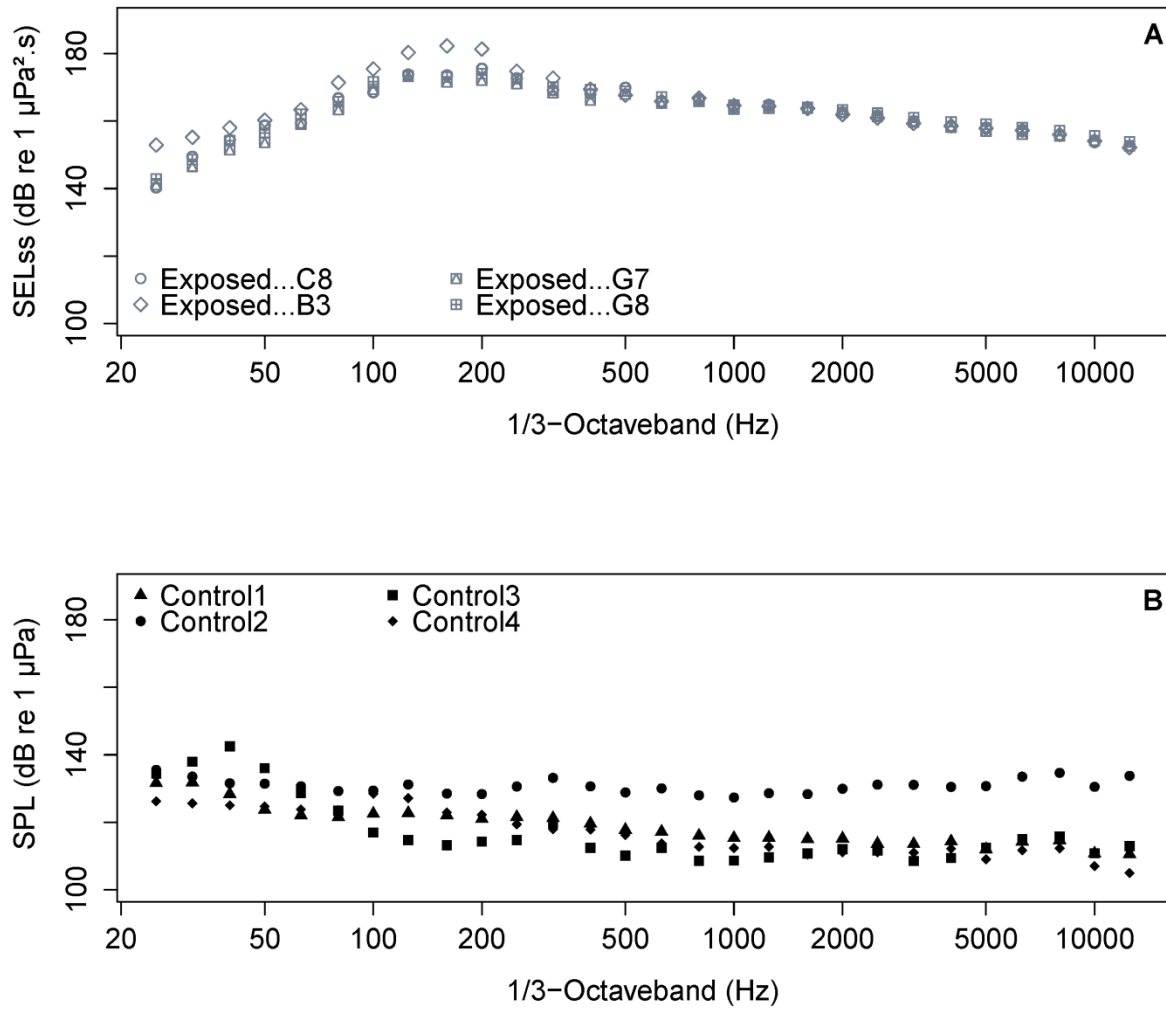 A
SELss (dB re 1 µPa².s)
180
140
100
Exposed...C8 Exposed...G7
Exposed...B3 Exposed...G8
20 50 100 200 500 1000 2000 5000 10000
1/3−Octaveband (Hz)
B
SPL (dB re 1 µPa)
180
140
100
Control1 Control3
Control2 Control4
20 50 100 200 500 1000 2000 5000 10000
1/3−Octaveband (Hz)